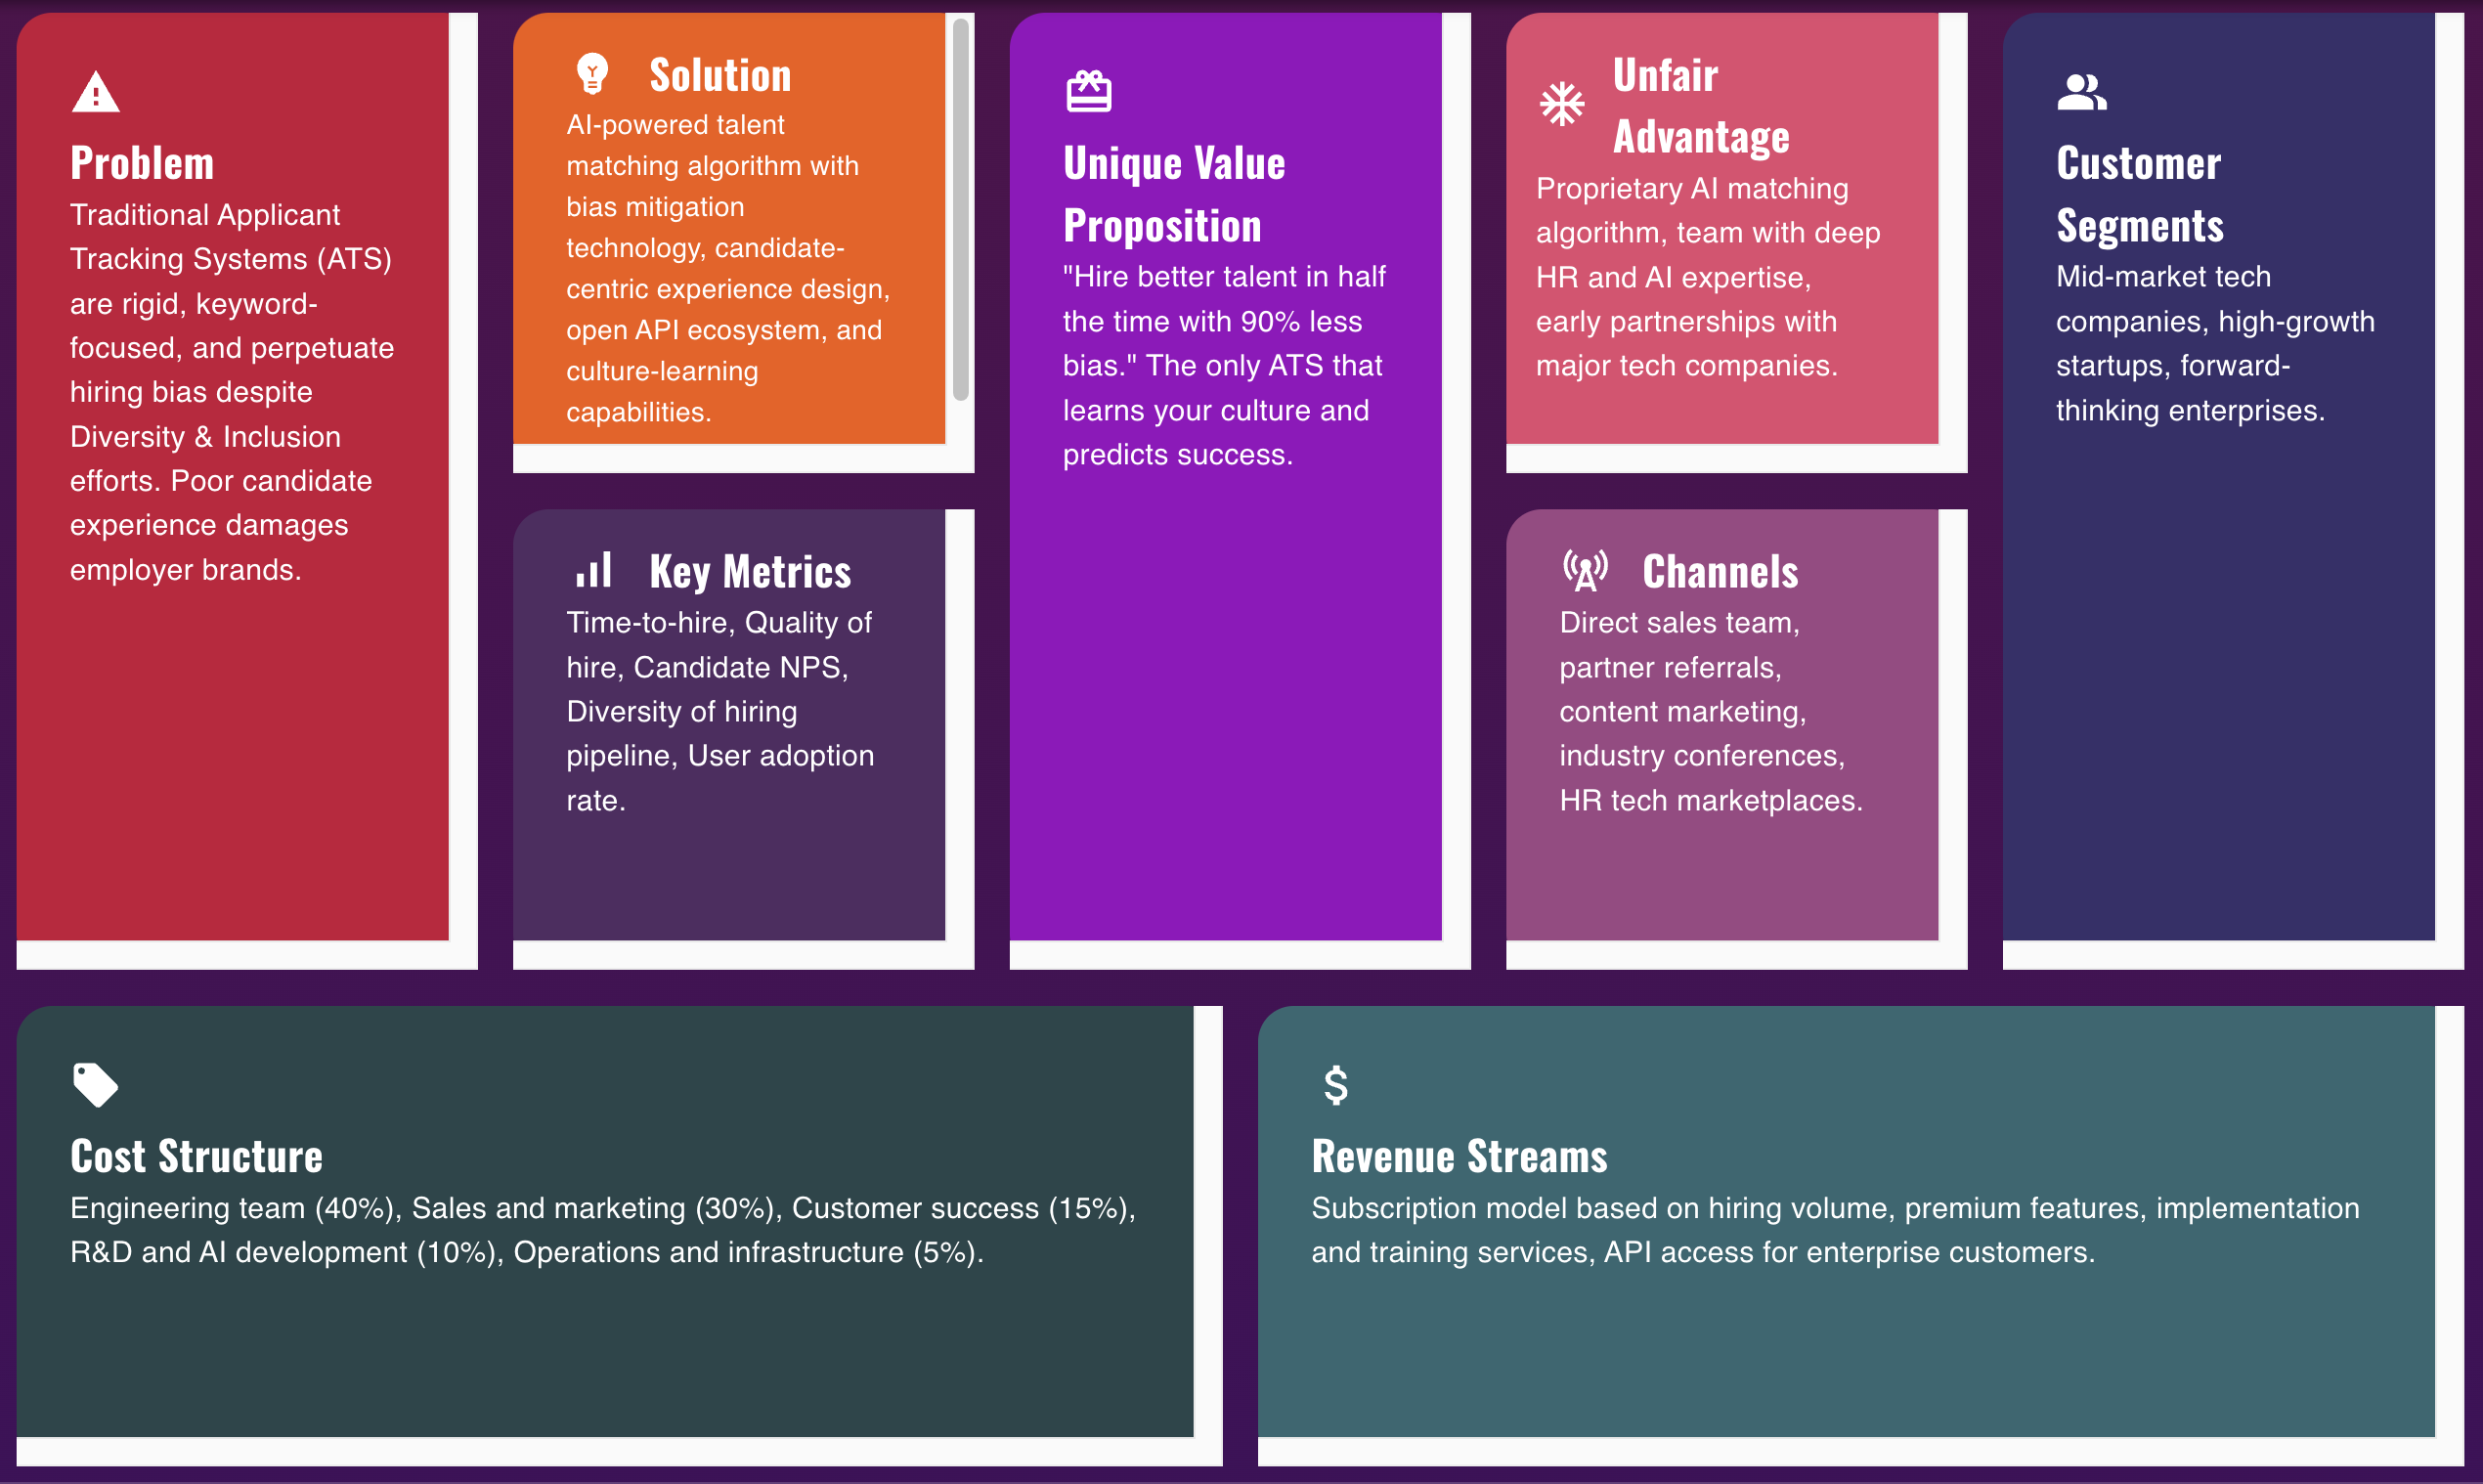 Problem
Traditional Applicant
Tracking Systems (ATS)
are rigid, keyword-
focused, and perpetuate
hiring bias despite
Diversity & Inclusion
efforts. Poor candidate
experience damages
employer brands.
Solution
AI-powered talent
matching algorithm with
bias mitigation
technology, candidate-
centric experience design,
open API ecosystem, and
culture-learning
capabilities.
Key Metrics
Time-to-hire, Quality of
hire, Candidate NPS,
Diversity of hiring
pipeline, User adoption
rate.
Unique Value
Proposition
"Hire better talent in half
the time with 90% less
bias." The only ATS that
learns your culture and
predicts success.
Unfair
Advantage
Proprietary AI matching
algorithm, team with deep
HR and AI expertise,
early partnerships with
major tech companies.
Channels
Direct sales team,
partner referrals,
content marketing,
industry conferences,
HR tech marketplaces.
Customer
Segments
Mid-market tech
companies, high-growth
startups, forward-
thinking enterprises.
Cost Structure
Engineering team (40%), Sales and marketing (30%), Customer success (15%),
R&D and AI development (10%), Operations and infrastructure (5%).
$
Revenue Streams
Subscription model based on hiring volume, premium features, implementation
and training services, API access for enterprise customers.